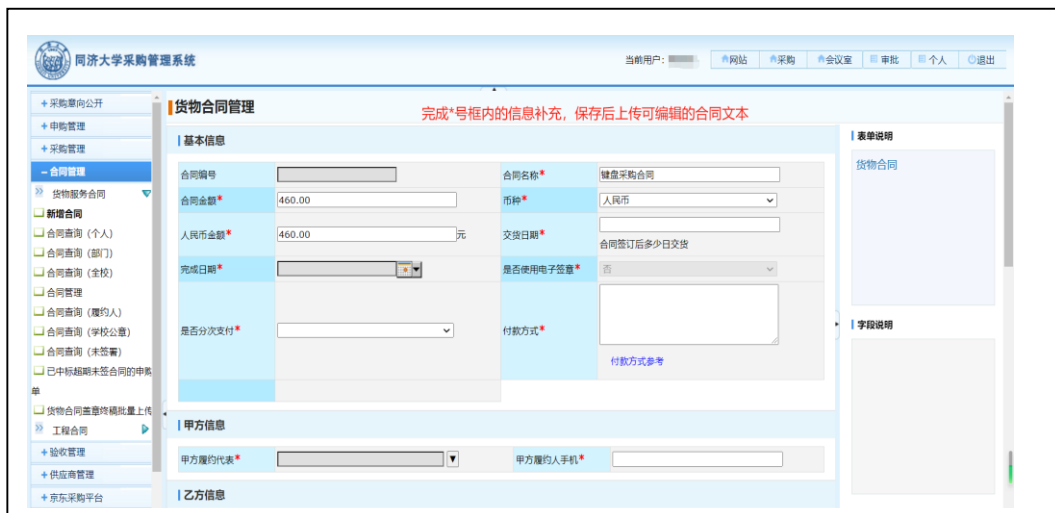 同济大学采购管理系统
当前用户：
网站
采购
会议室
审批
个人
退出
+ 采购意向公开
+ 申购管理
+ 采购管理
− 合同管理
货物服务合同
新增合同
合同查询（个人）
合同查询（部门）
合同查询（全校）
合同管理
合同查询（履约人）
合同查询（学校公章）
合同查询（未签署）
已中标超期未签合同的申购
单
货物合同盖章终稿批量上传
工程合同
+ 验收管理
+ 供应商管理
+ 京东采购平台
货物合同管理
完成*号框内的信息补充，保存后上传可编辑的合同文本
基本信息
合同编号
合同名称* 键盘采购合同
合同金额* 460.00
币种* 人民币
人民币金额* 460.00 元
交货日期*
合同签订后多少日交货
完成日期*
是否使用电子签章* 否
是否分次支付*
付款方式*
付款方式参考
甲方信息
甲方履约代表*
甲方履约人手机*
乙方信息
表单说明
货物合同
字段说明